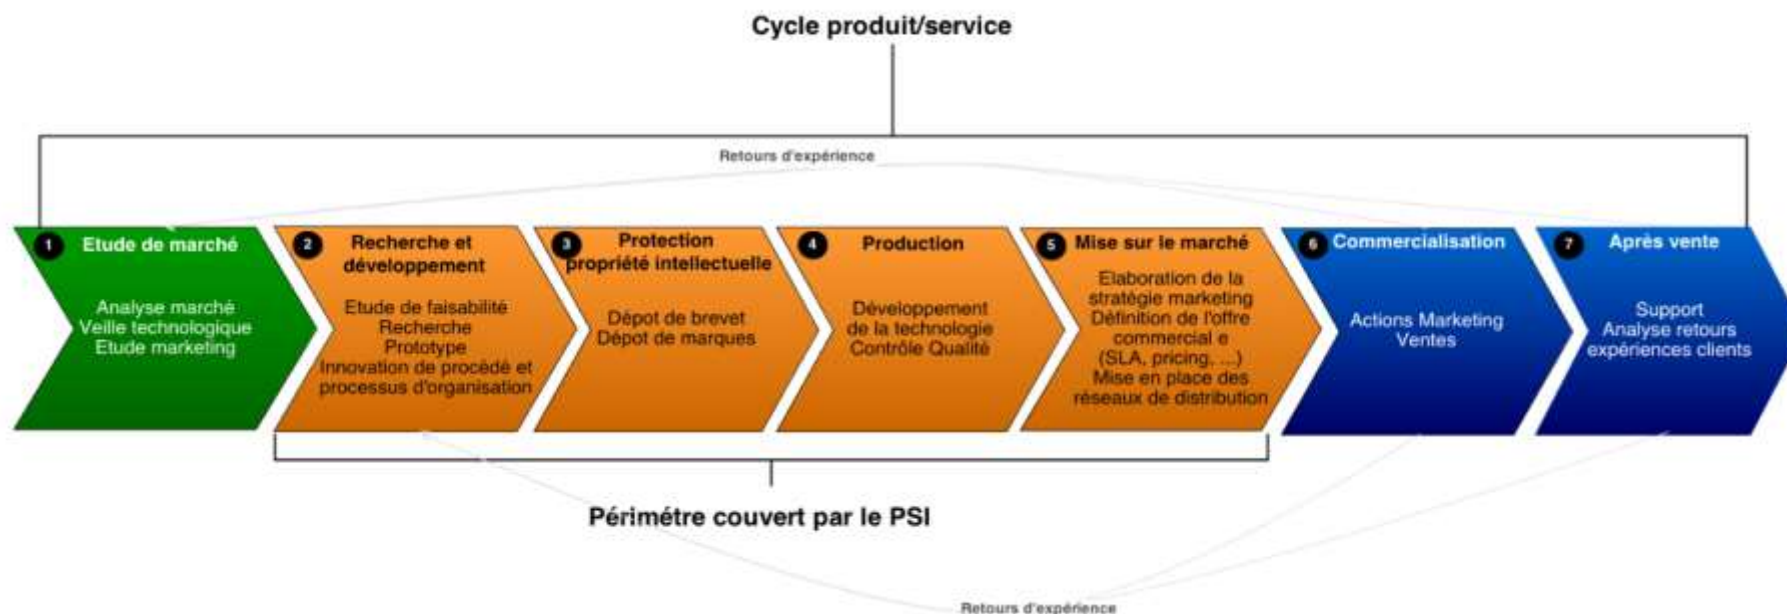 Cycle produit/service
Retours d'expérience
1
Etude de marché
Analyse marché
Veille technologique
Etude marketing
2
Recherche et
développement
Etude de faisabilité
Recherche
Prototype
Innovation de procédé et
processus d'organisation
3
Protection
propriété intellectuelle
Dépot de brevet
Dépot de marques
4
Production
Développement
de la technologie
Contrôle Qualité
5
Mise sur le marché
Elaboration de la
stratégie marketing
Définition de l'offre
commercial e
(SLA, pricing, ...)
Mise en place des
réseaux de distribution
6
Commercialisation
Actions Marketing
Ventes
7
Après vente
Support
Analyse retours
expériences clients
Périmétre couvert par le PSI
Retours d'expérience